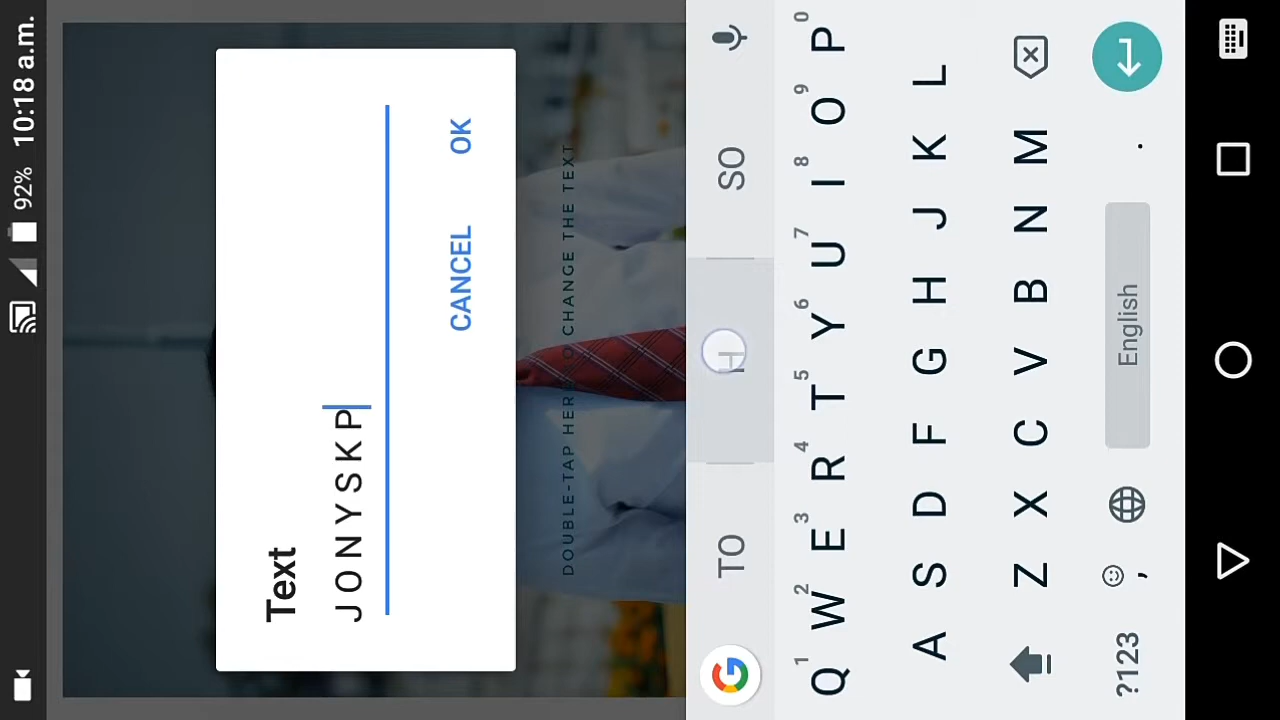 92% 10:18 a.m.
Text
J O N Y S K P
CANCEL OK
DOUBLE-TAP HERE TO CHANGE THE TEXT
TO H SO
1 2 3 4 5 6 7 8 9 0
Q W E R T Y U I O P
A S D F G H J K L
Z X C V B N M
?123 , English .